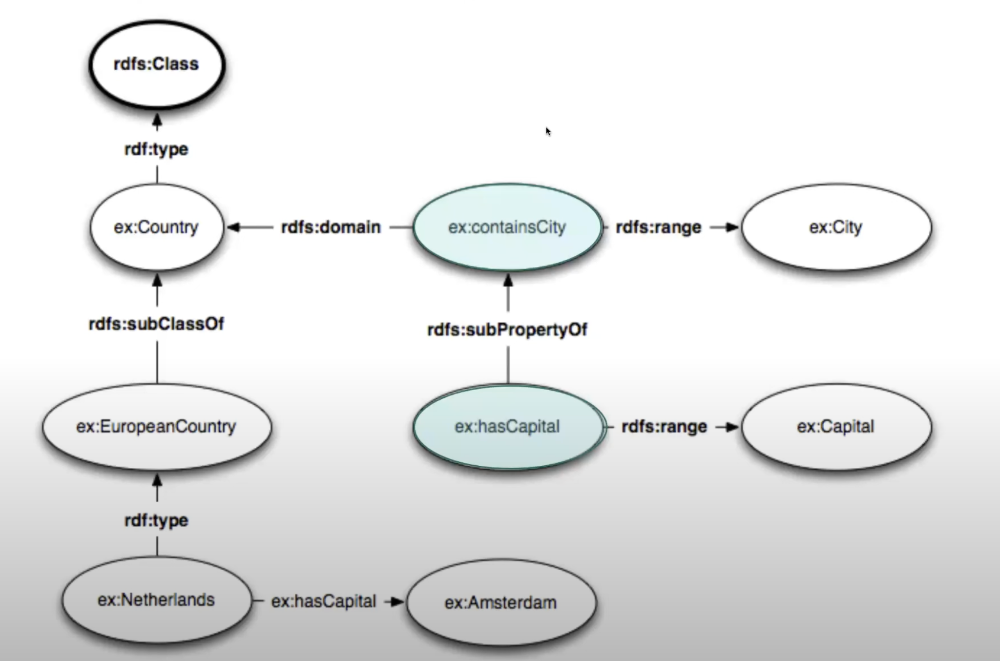 rdfs:Class
rdf:type
ex:Country
rdfs:domain
ex:containsCity
rdfs:range
ex:City
rdfs:subClassOf
rdfs:subPropertyOf
ex:EuropeanCountry
ex:hasCapital
rdfs:range
ex:Capital
rdf:type
ex:Netherlands
ex:hasCapital
ex:Amsterdam